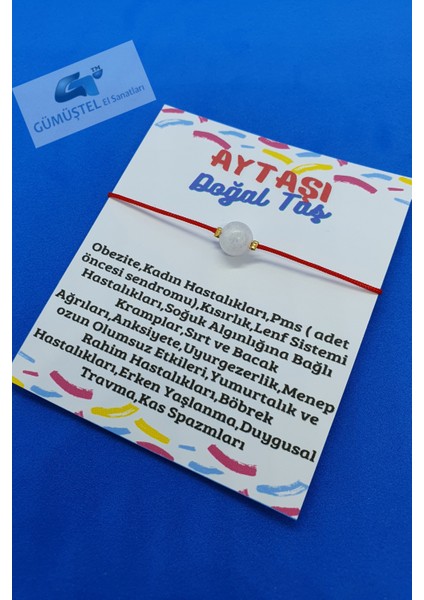 TM
GÜMÜŞTEL El Sanatları
AYTAŞI
Doğal Taş
Obezite,Kadın Hastalıkları,Pms ( adet
öncesi sendromu),Kısırlık,Lenf Sistemi
Hastalıkları,Soğuk Algınlığına Bağlı
Kramplar,Sırt ve Bacak
Ağrıları,Anksiyete,Uyurgezerlik,Menep
ozun Olumsuz Etkileri,Yumurtalık ve
Rahim Hastalıkları,Böbrek
Hastalıkları,Erken Yaşlanma,Duygusal
Travma,Kas Spazmları